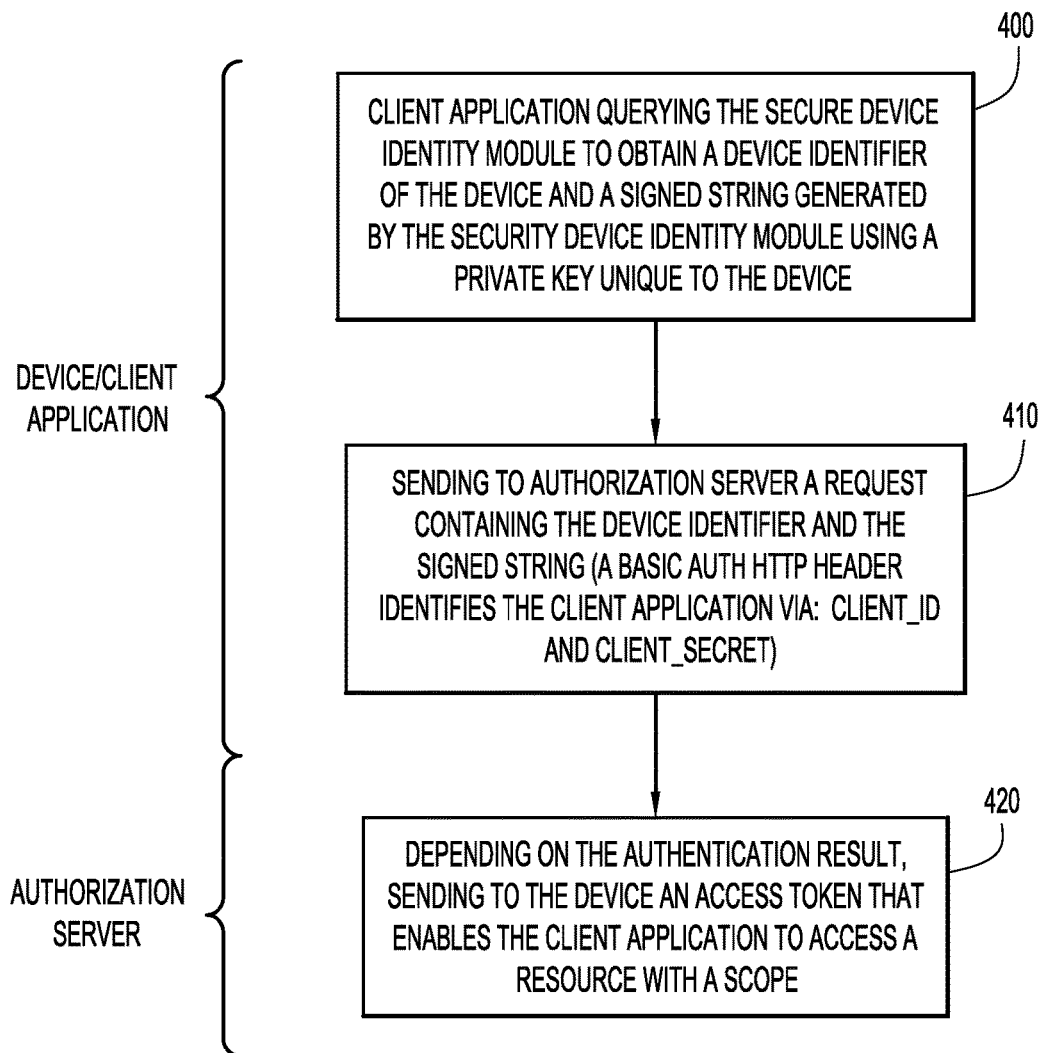 400
CLIENT APPLICATION QUERYING THE SECURE DEVICE
IDENTITY MODULE TO OBTAIN A DEVICE IDENTIFIER
OF THE DEVICE AND A SIGNED STRING GENERATED
BY THE SECURITY DEVICE IDENTITY MODULE USING A
PRIVATE KEY UNIQUE TO THE DEVICE
DEVICE/CLIENT
APPLICATION
410
SENDING TO AUTHORIZATION SERVER A REQUEST
CONTAINING THE DEVICE IDENTIFIER AND THE
SIGNED STRING (A BASIC AUTH HTTP HEADER
IDENTIFIES THE CLIENT APPLICATION VIA: CLIENT_ID
AND CLIENT_SECRET)
420
DEPENDING ON THE AUTHENTICATION RESULT,
SENDING TO THE DEVICE AN ACCESS TOKEN THAT
ENABLES THE CLIENT APPLICATION TO ACCESS A
RESOURCE WITH A SCOPE
AUTHORIZATION
SERVER